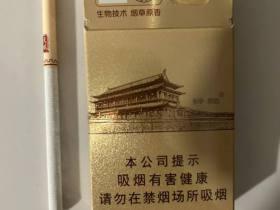 生物技术 烟草原香
本公司提示
吸烟有害健康
请勿在禁烟场所吸烟